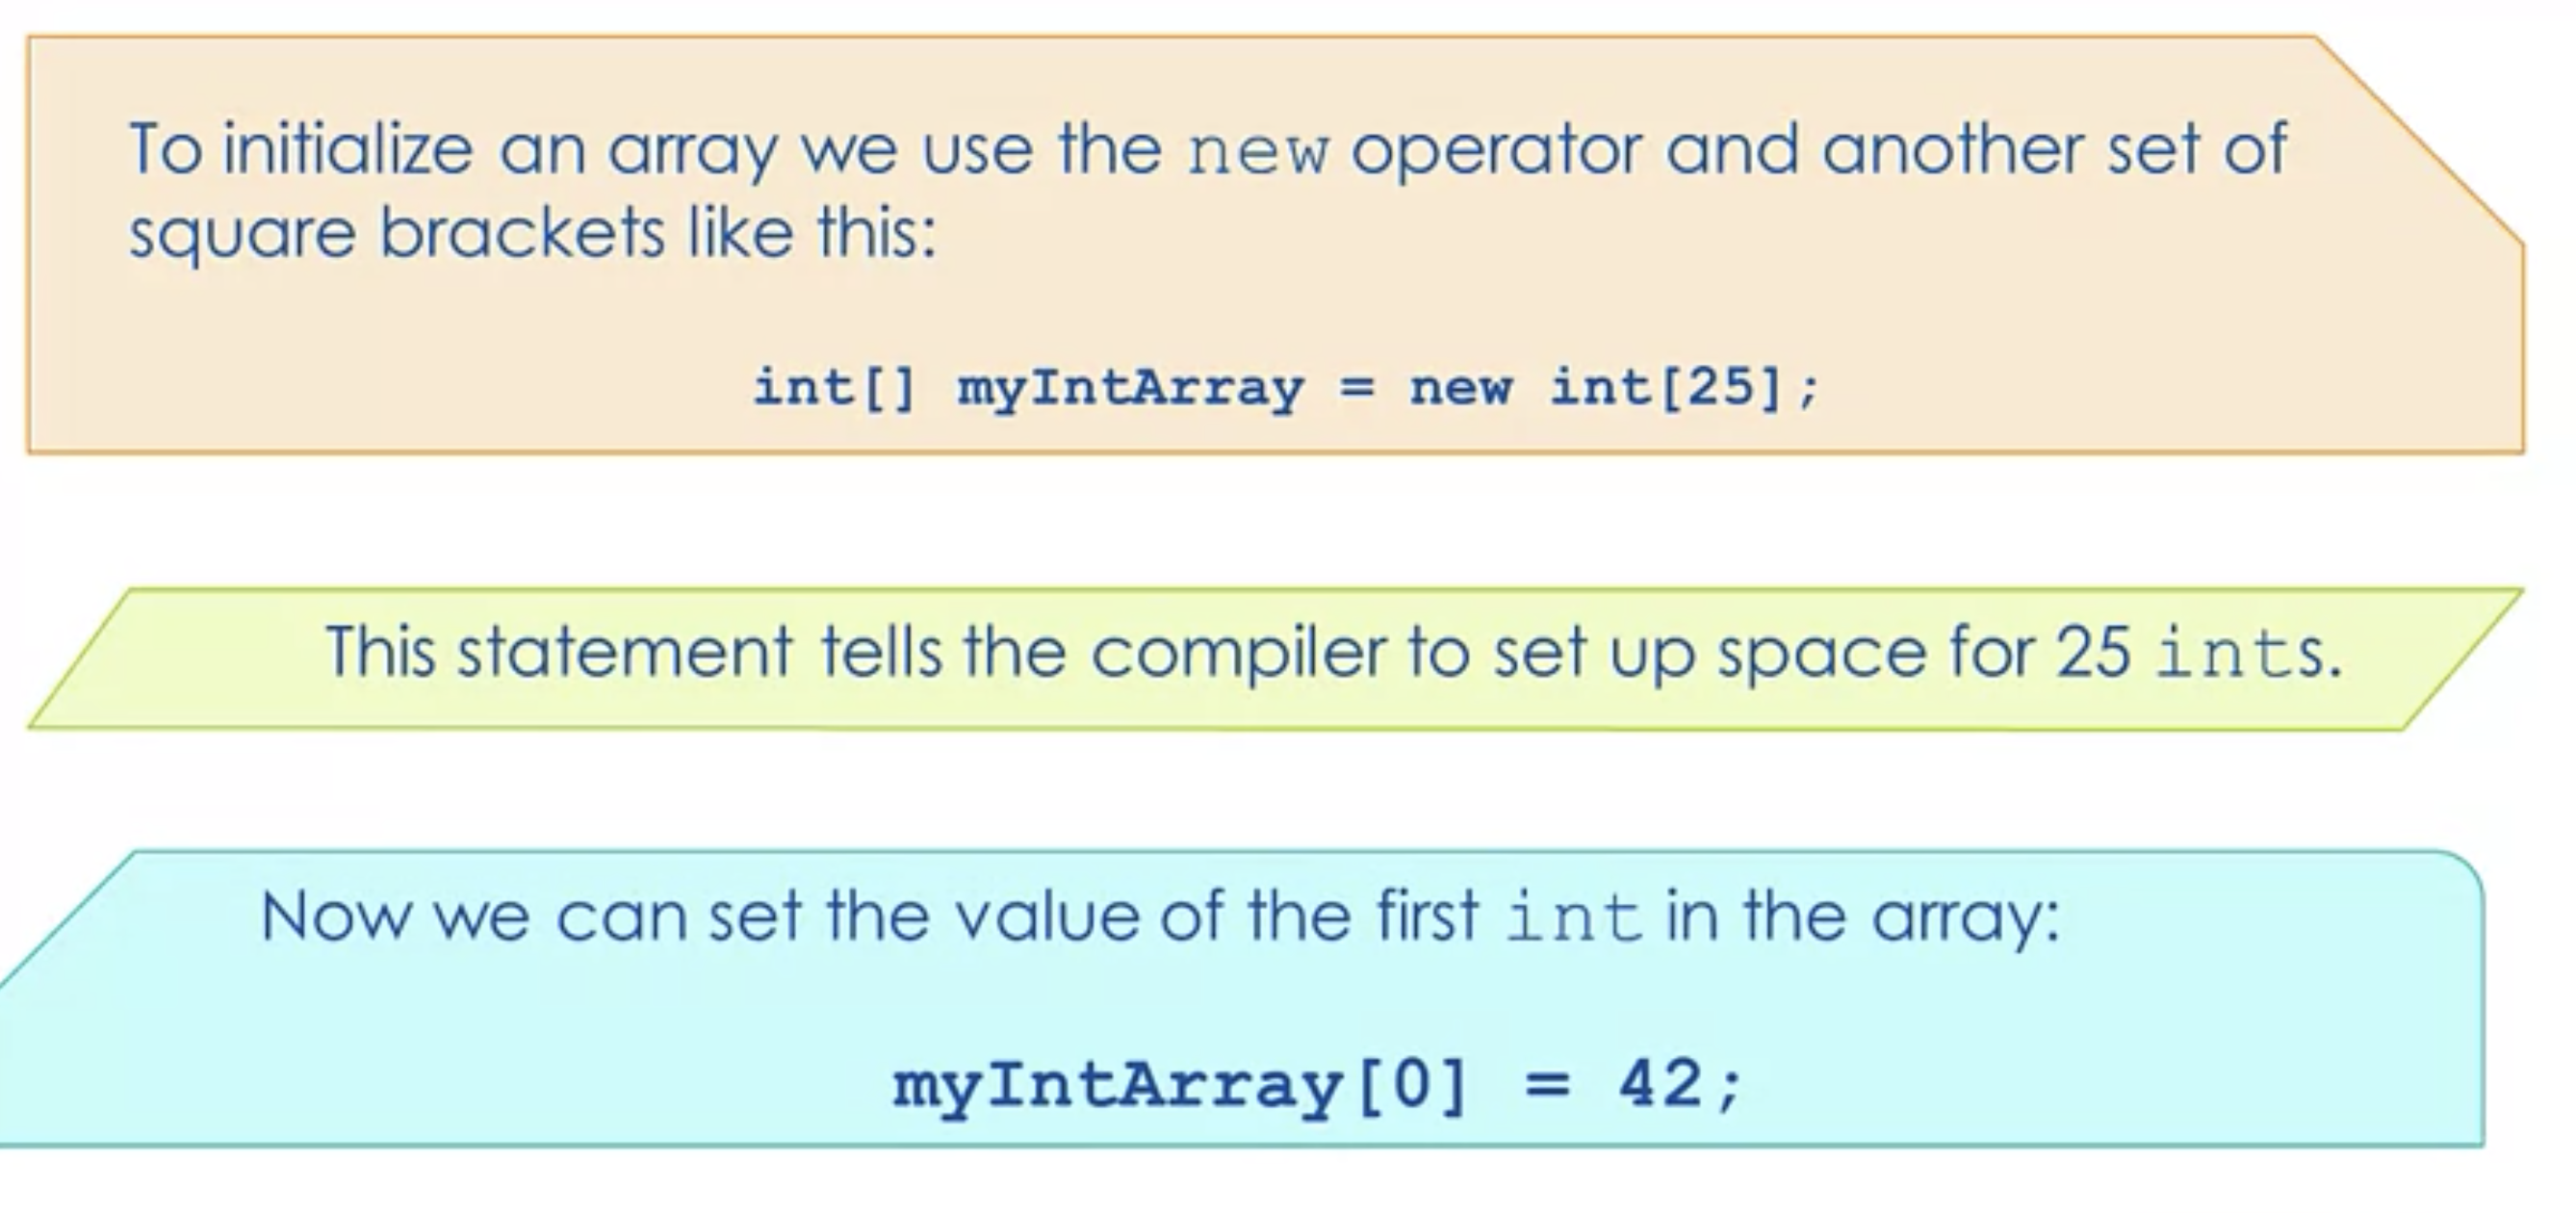 To initialize an array we use the new operator and another set of
square brackets like this:
int[] myIntArray = new int[25];
This statement tells the compiler to set up space for 25 ints.
Now we can set the value of the first int in the array:
myIntArray[0] = 42;